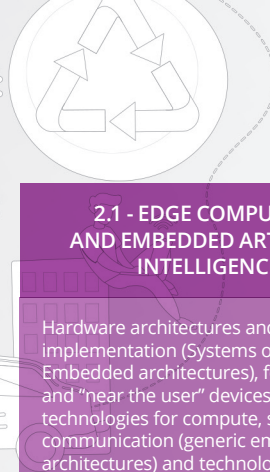 2.1 - EDGE COMPU
AND EMBEDDED ART
INTELLIGENC
Hardware architectures and
implementation (Systems o
Embedded architectures), f
and “near the user” devices
technologies for compute, s
communication (generic em
architectures) and technolo